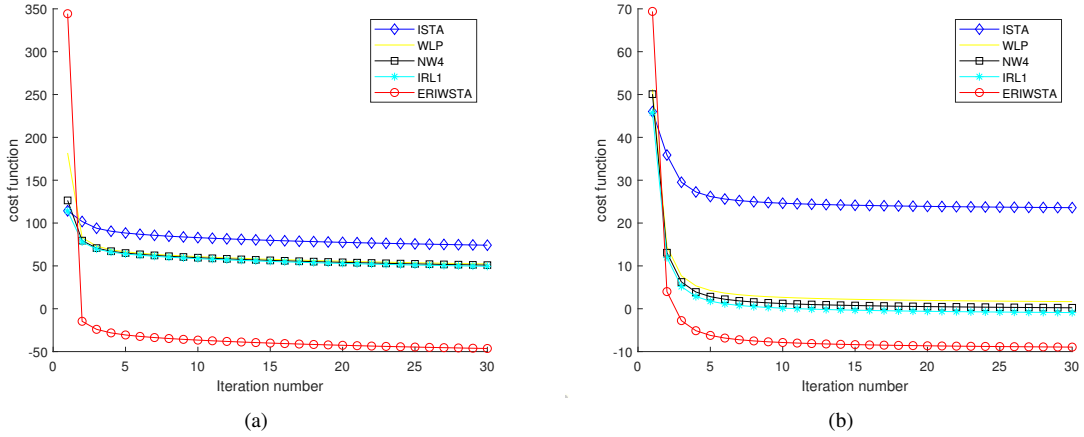 350
300
250
200
150
100
50
0
-50
cost function
0
5
10
15
20
25
30
Iteration number
ISTA
WLP
NW4
IRL1
ERIWSTA
(a)
70
60
50
40
30
20
10
0
-10
cost function
0
5
10
15
20
25
30
Iteration number
ISTA
WLP
NW4
IRL1
ERIWSTA
(b)